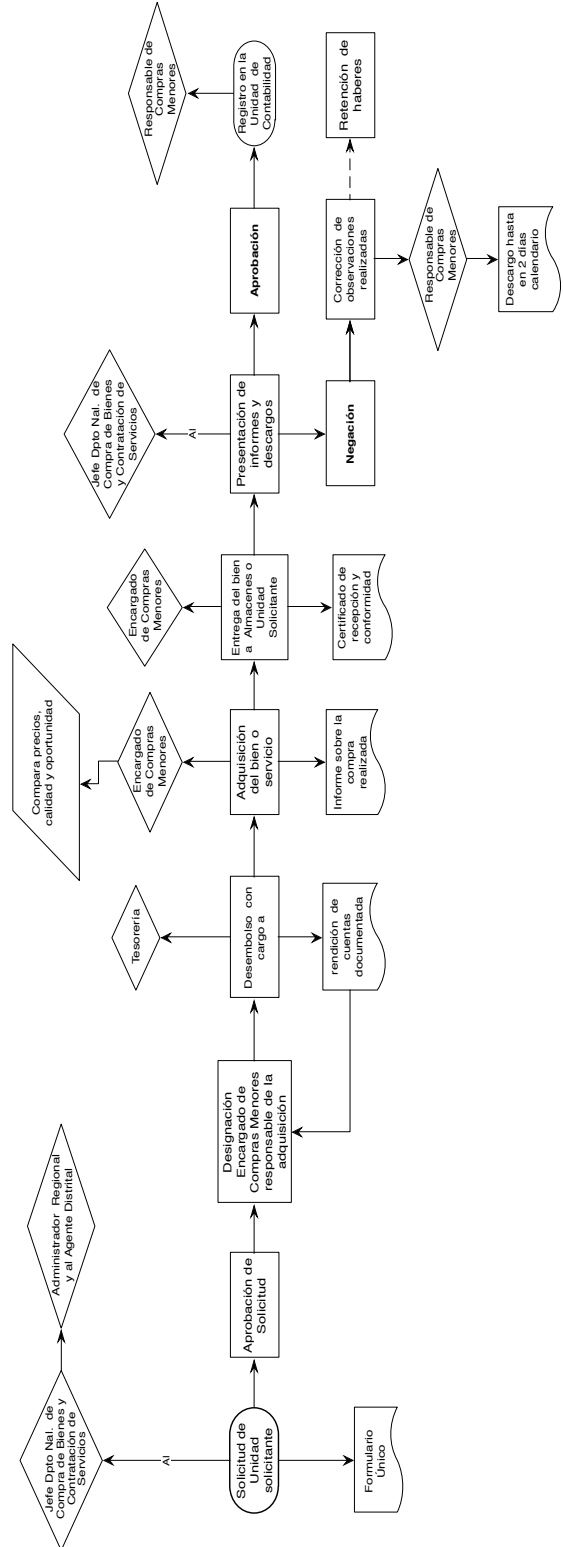 Jefe Dpto Nal. de
Compra de Bienes y
Contratación de
Servicios
Administrador Regional
y al Agente Distrital
Al
Solicitud de
Unidad
solicitante
Formulario
Único
Aprobación de
Solicitud
Designación
Encargado de
Compras Menores
responsable de la
adquisición
Tesorería
Desembolso con
cargo a
rendición de
cuentas
documentada
Compara precios,
calidad y oportunidad
Encargado
de Compras
Menores
Adquisición
del bien o
servicio
Informe sobre la
compra
realizada
Encargado
de Compras
Menores
Entrega del bien
a Almacenes o
Unidad
Solicitante
Certificado de
recepción y
conformidad
Jefe Dpto Nal. de
Compra de Bienes
y Contratación de
Servicios
Al
Presentación de
informes y
descargos
Negación
Aprobación
Responsable de
Compras
Menores
Registro en la
Unidad de
Contabilidad
Corrección de
observaciones
realizadas
Retención de
haberes
Responsable de
Compras
Menores
Descargo hasta
en 2 días
calendario